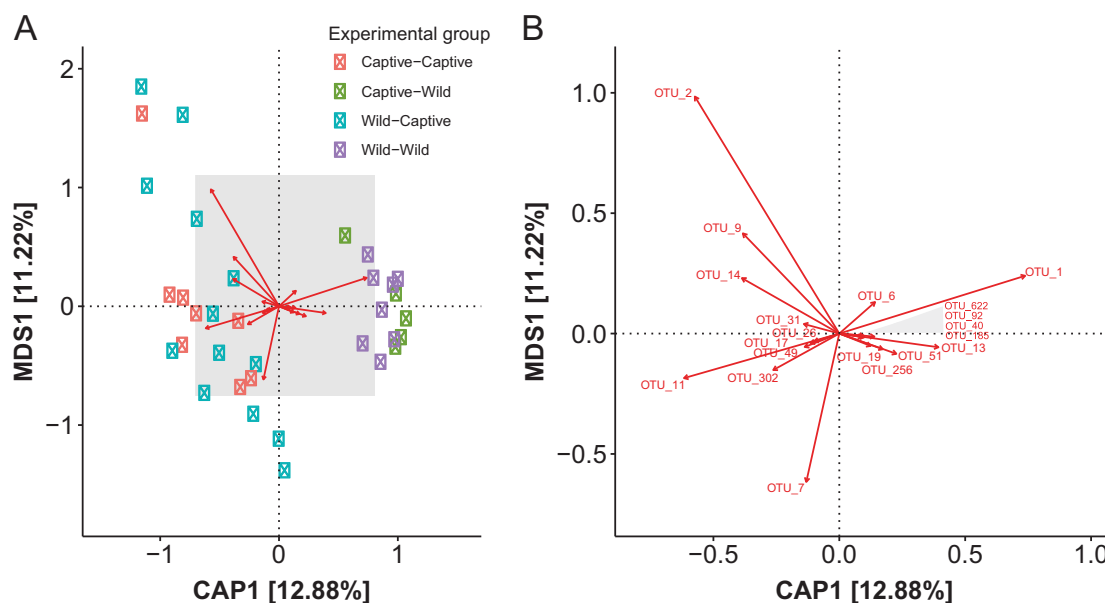 A
Experimental group
Captive−Captive
Captive−Wild
Wild−Captive
Wild−Wild
2
1
0
−1
−1
0
1
MDS1 [11.22%]
CAP1 [12.88%]
B
1.0
0.5
0.0
−0.5
−0.5
0.0
0.5
1.0
MDS1 [11.22%]
CAP1 [12.88%]
OTU_2
OTU_9
OTU_14
OTU_6
OTU_1
OTU_622
OTU_92
OTU_40
OTU_185
OTU_13
OTU_31
OTU_26
OTU_17
OTU_49
OTU_19
OTU_51
OTU_256
OTU_11
OTU_302
OTU_7